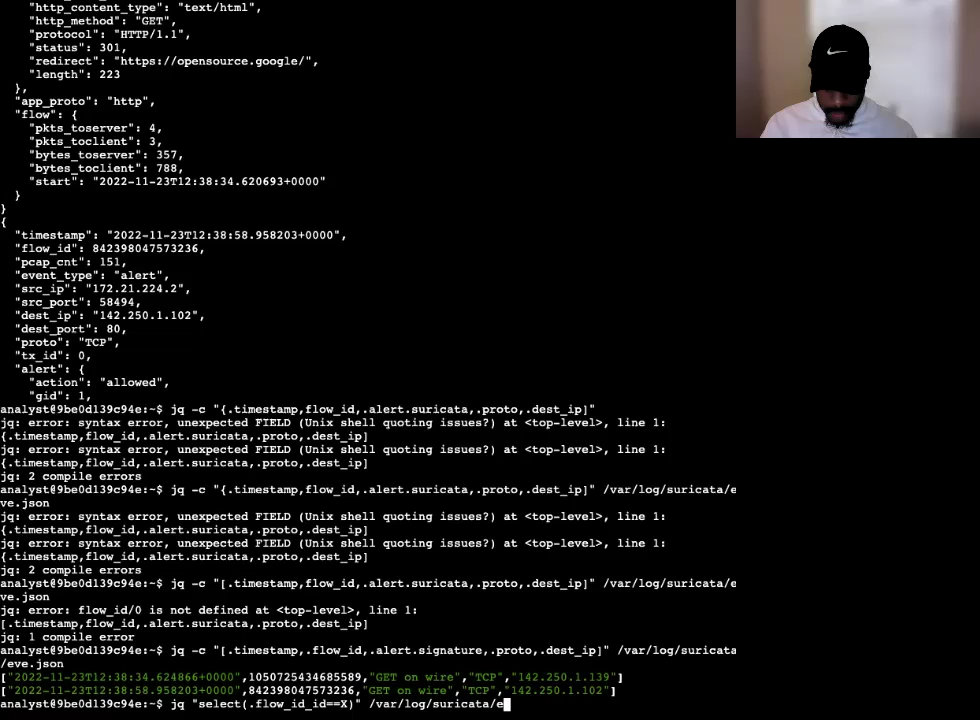 "http_content_type": "text/html",
"http_method": "GET",
"protocol": "HTTP/1.1",
"status": 301,
"redirect": "https://opensource.google/",
"length": 223
},
"app_proto": "http",
"flow": {
"pkts_toserver": 4,
"pkts_toclient": 3,
"bytes_toserver": 357,
"bytes_toclient": 788,
"start": "2022-11-23T12:38:34.620693+0000"
}
}
{
"timestamp": "2022-11-23T12:38:58.958203+0000",
"flow_id": 842398047573236,
"pcap_cnt": 151,
"event_type": "alert",
"src_ip": "172.21.224.2",
"src_port": 58494,
"dest_ip": "142.250.1.102",
"dest_port": 80,
"proto": "TCP",
"tx_id": 0,
"alert": {
"action": "allowed",
"gid": 1,
analyst@9be0d139c94e:~$ jq -c "{.timestamp,flow_id,.alert.suricata,.proto,.dest_ip]"
jq: error: syntax error, unexpected FIELD (Unix shell quoting issues?) at <top-level>, line 1:
{.timestamp,flow_id,.alert.suricata,.proto,.dest_ip]
jq: error: syntax error, unexpected FIELD (Unix shell quoting issues?) at <top-level>, line 1:
{.timestamp,flow_id,.alert.suricata,.proto,.dest_ip]
jq: 2 compile errors
analyst@9be0d139c94e:~$ jq -c "{.timestamp,flow_id,.alert.suricata,.proto,.dest_ip]" /var/log/suricata/e
ve.json
jq: error: syntax error, unexpected FIELD (Unix shell quoting issues?) at <top-level>, line 1:
{.timestamp,flow_id,.alert.suricata,.proto,.dest_ip]
jq: error: syntax error, unexpected FIELD (Unix shell quoting issues?) at <top-level>, line 1:
{.timestamp,flow_id,.alert.suricata,.proto,.dest_ip]
jq: 2 compile errors
analyst@9be0d139c94e:~$ jq -c "[.timestamp,flow_id,.alert.suricata,.proto,.dest_ip]" /var/log/suricata/e
ve.json
jq: error: flow_id/0 is not defined at <top-level>, line 1:
[.timestamp,flow_id,.alert.suricata,.proto,.dest_ip]
jq: 1 compile error
analyst@9be0d139c94e:~$ jq -c "[.timestamp,.flow_id,.alert.signature,.proto,.dest_ip]" /var/log/suricata
/eve.json
["2022-11-23T12:38:34.624866+0000",1050725434685589,"GET on wire","TCP","142.250.1.139"]
["2022-11-23T12:38:58.958203+0000",842398047573236,"GET on wire","TCP","142.250.1.102"]
analyst@9be0d139c94e:~$ jq "select(.flow_id_id==X)" /var/log/suricata/e